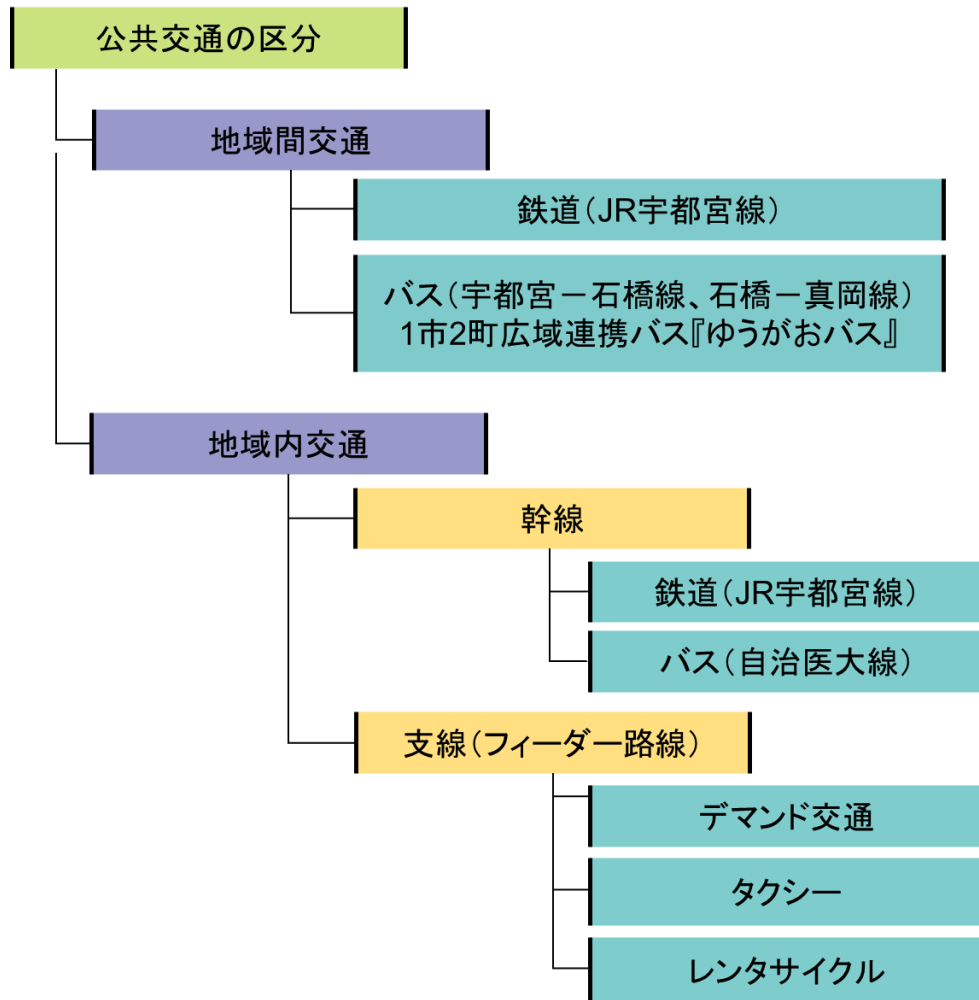 公共交通の区分
地域間交通
鉄道（JR宇都宮線）
バス（宇都宮－石橋線、石橋－真岡線）
1市2町広域連携バス『ゆうがおバス』
地域内交通
幹線
鉄道（JR宇都宮線）
バス（自治医大線）
支線（フィーダー路線）
デマンド交通
タクシー
レンタサイクル